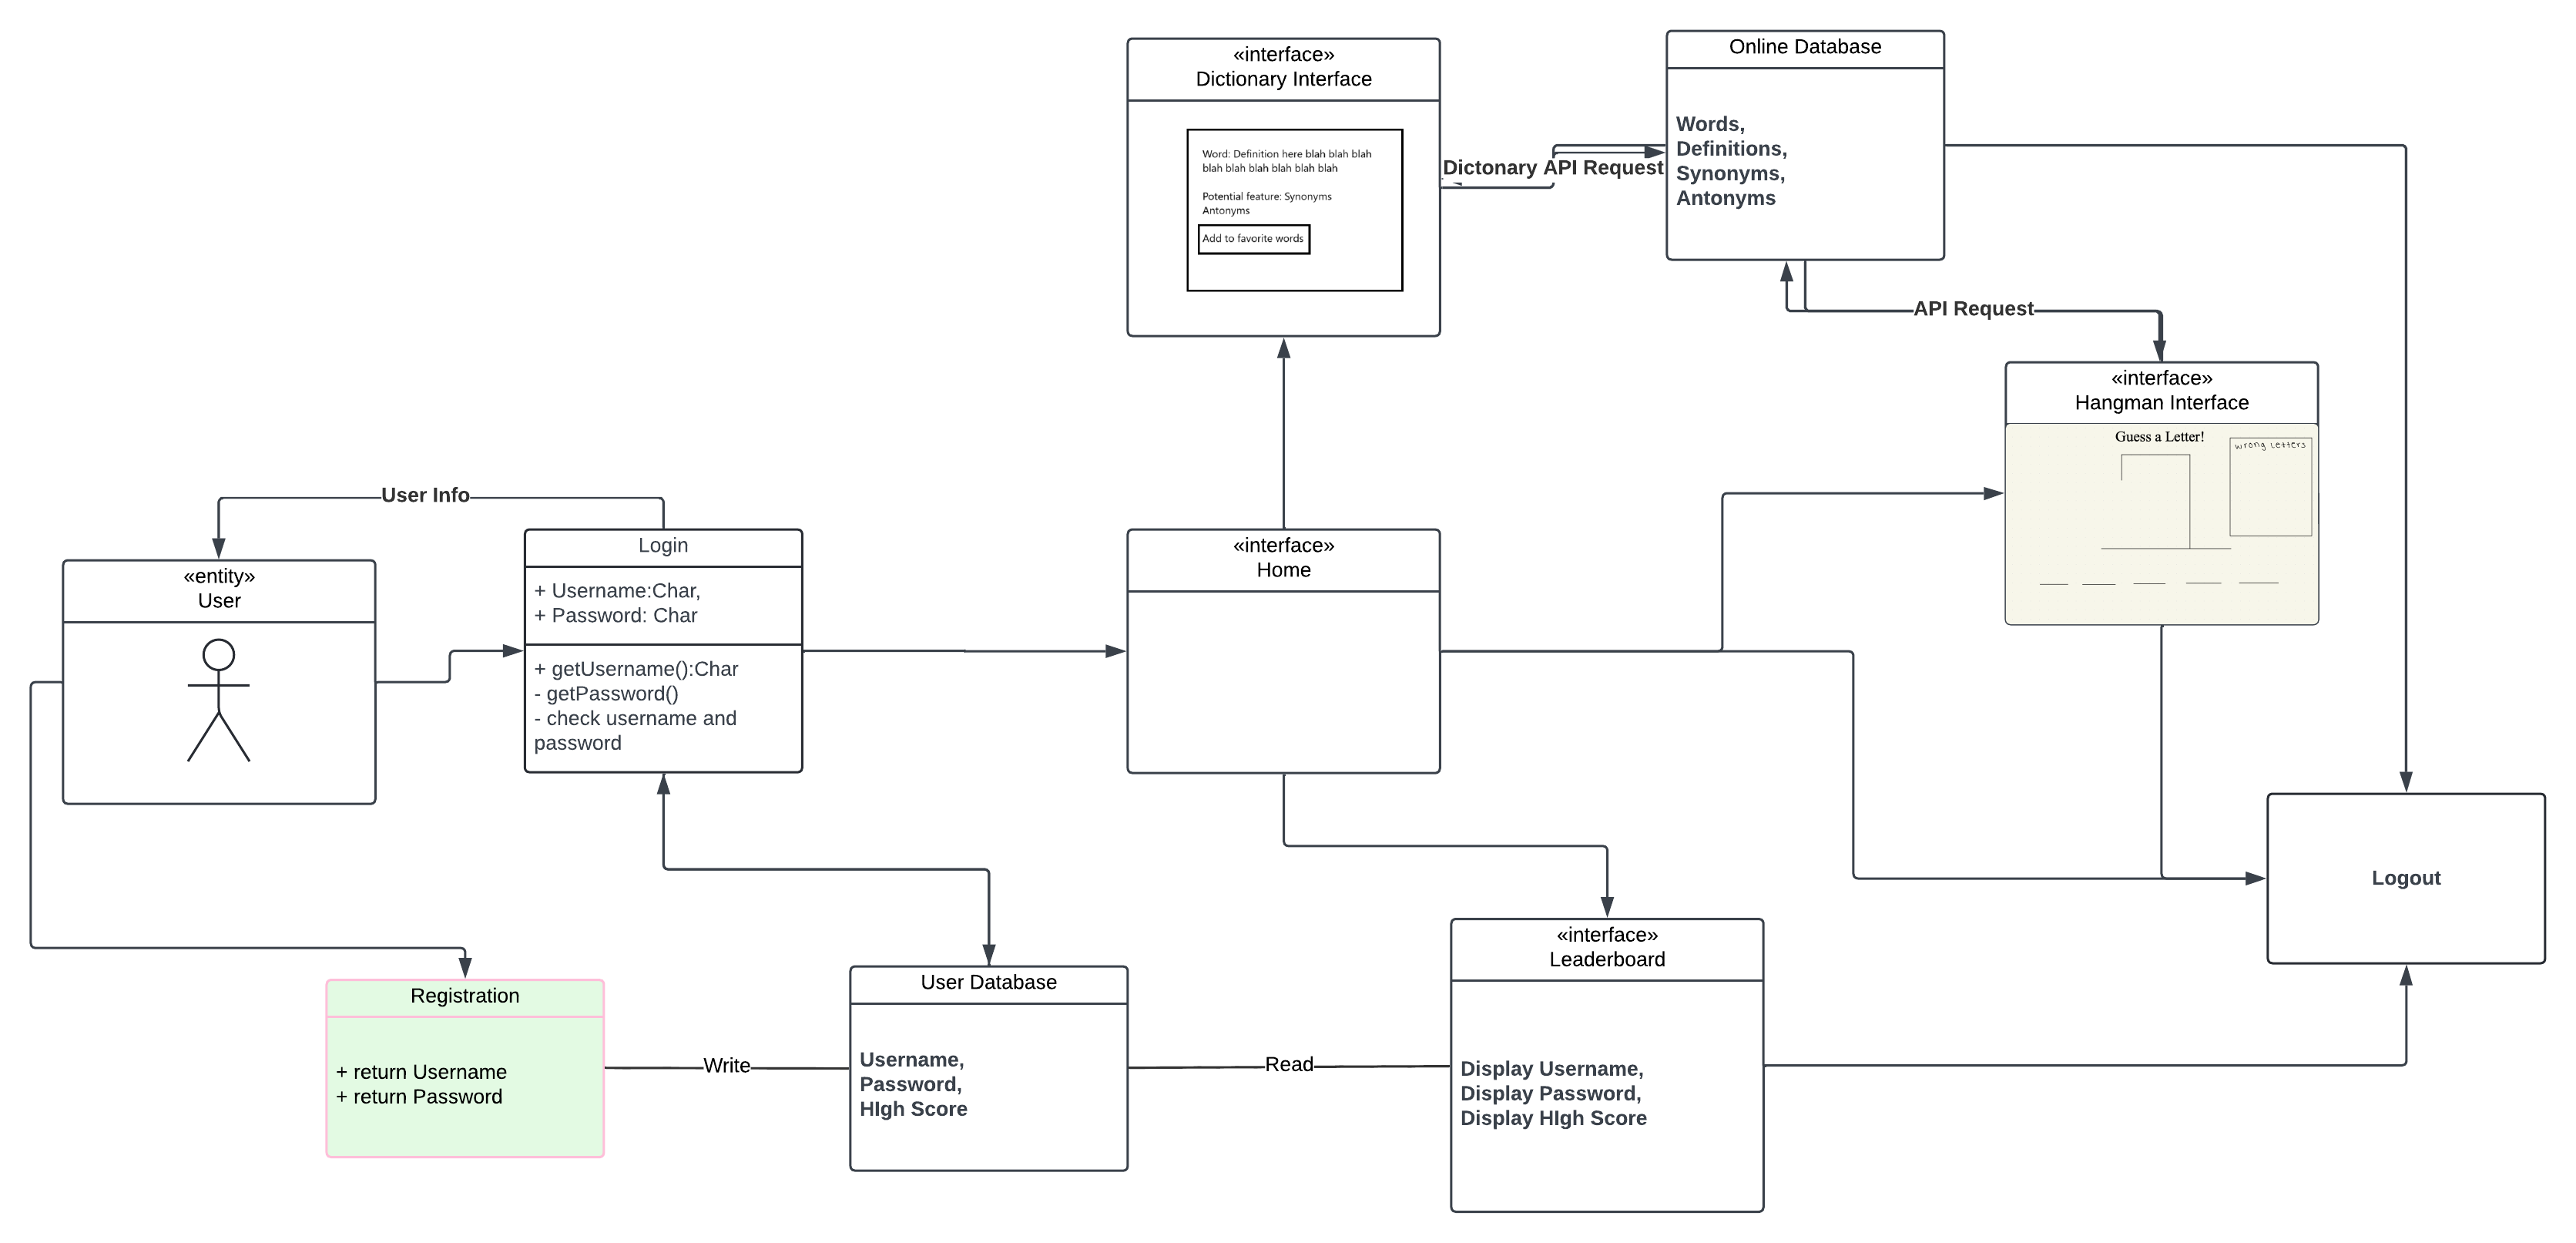 «interface»
Dictionary Interface
Word: Definition here blah blah blah
blah blah blah blah blah blah
Potential feature: Synonyms
Antonyms
Add to favorite words
Dictonary API Request
Online Database
Words,
Definitions,
Synonyms,
Antonyms
API Request
«interface»
Hangman Interface
Guess a Letter!
wrong letters
User Info
«entity»
User
Login
+ Username:Char,
+ Password: Char
+ getUsername():Char
- getPassword()
- check username and
password
«interface»
Home
Logout
Registration
+ return Username
+ return Password
Write
User Database
Username,
Password,
HIgh Score
Read
«interface»
Leaderboard
Display Username,
Display Password,
Display HIgh Score